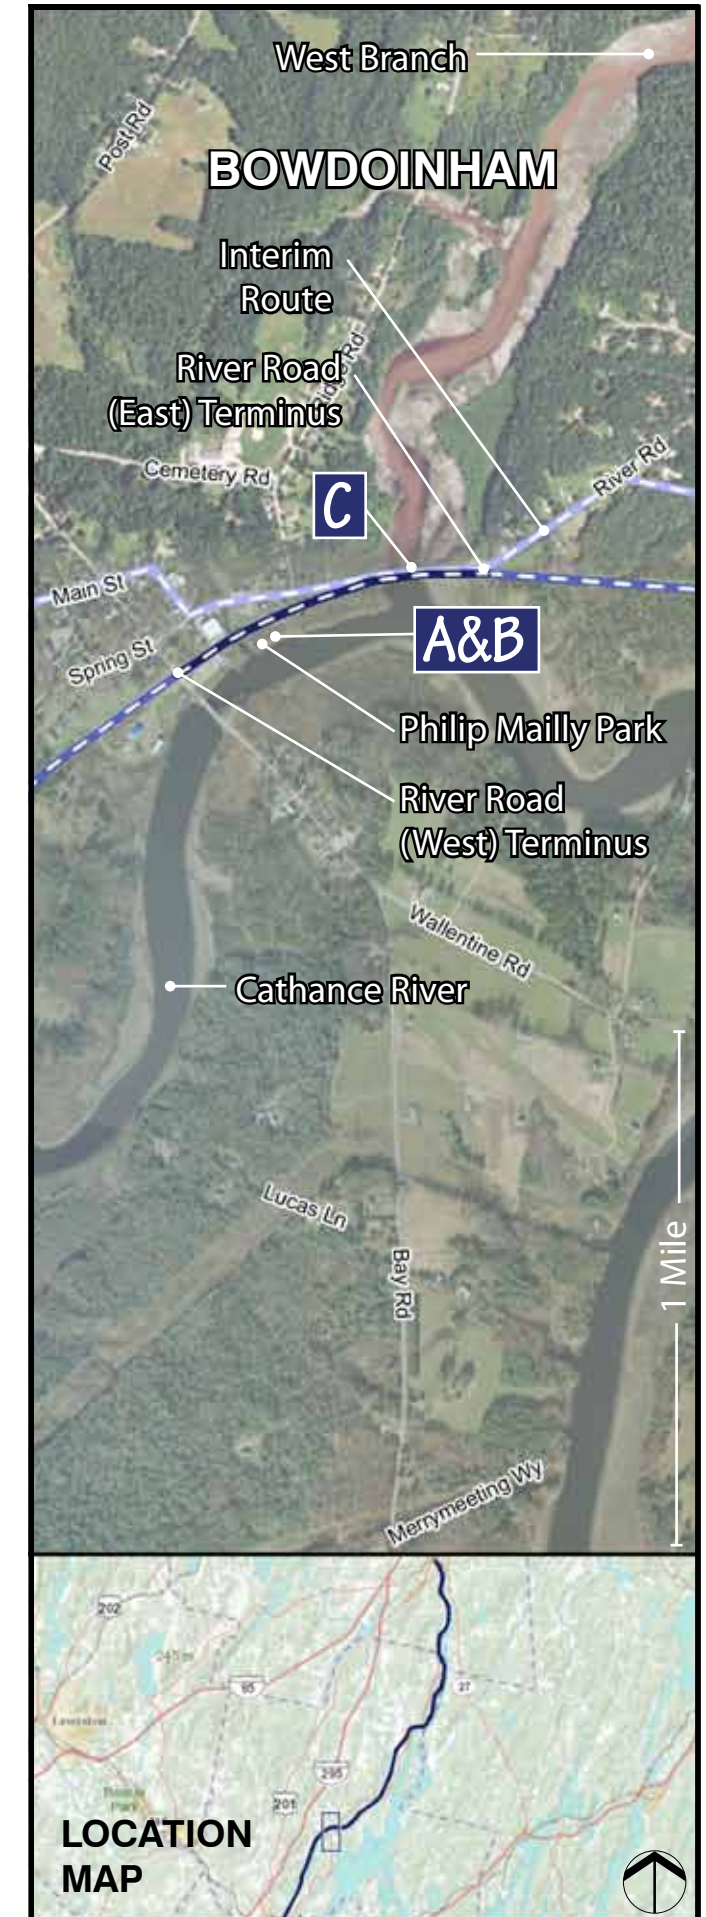 West Branch
Post Rd
BOWDOINHAM
Interim
Route
River Road
(East) Terminus
Cemetery Rd
River Rd
C
Main St
A&B
Spring St
Philip Mailly Park
River Road
(West) Terminus
Wallentine Rd
Cathance River
Lucas Ln
Bay Rd
1 Mile
Merrymeeting Wy
202
95
27
295
201
LOCATION
MAP